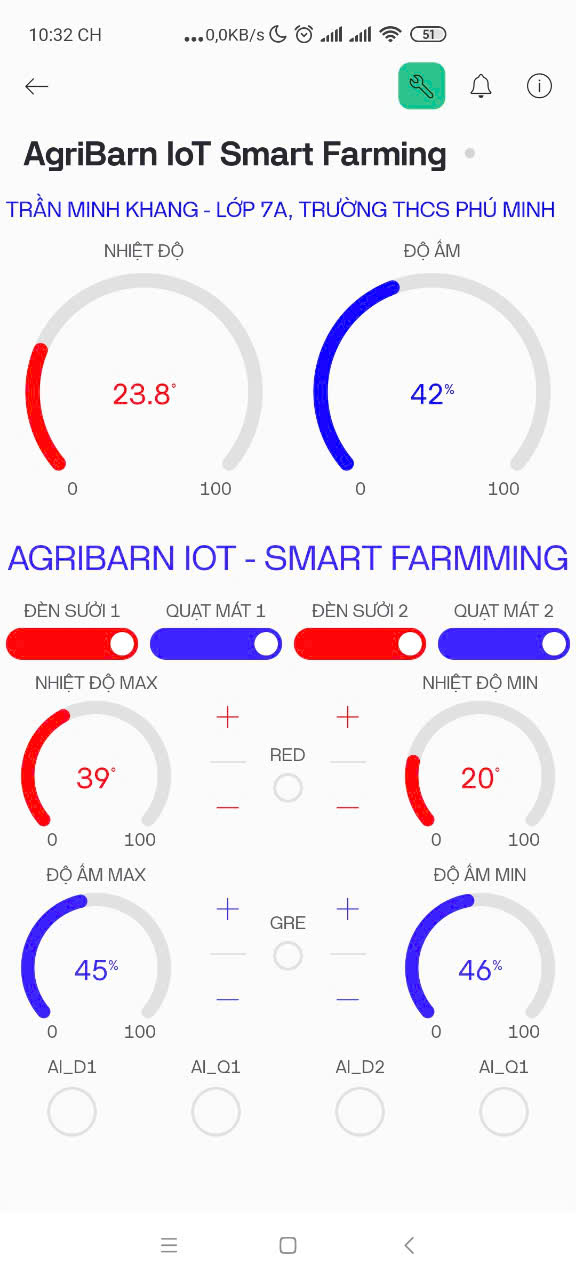 10:32 CH ...0,0KB/s 51
AgriBarn IoT Smart Farming
TRẦN MINH KHANG - LỚP 7A, TRƯỜNG THCS PHÚ MINH
NHIỆT ĐỘ ĐỘ ẨM
23.8° 42%
0 100 0 100
AGRIBARN IOT - SMART FARMMING
ĐÈN SƯỞI 1 QUẠT MÁT 1 ĐÈN SƯỞI 2 QUẠT MÁT 2
NHIỆT ĐỘ MAX NHIỆT ĐỘ MIN
+ +
RED
39° 20°
− −
0 100 0 100
ĐỘ ẨM MAX ĐỘ ẨM MIN
+ +
GRE
45% 46%
− −
0 100 0 100
AI_D1 AI_Q1 AI_D2 AI_Q1